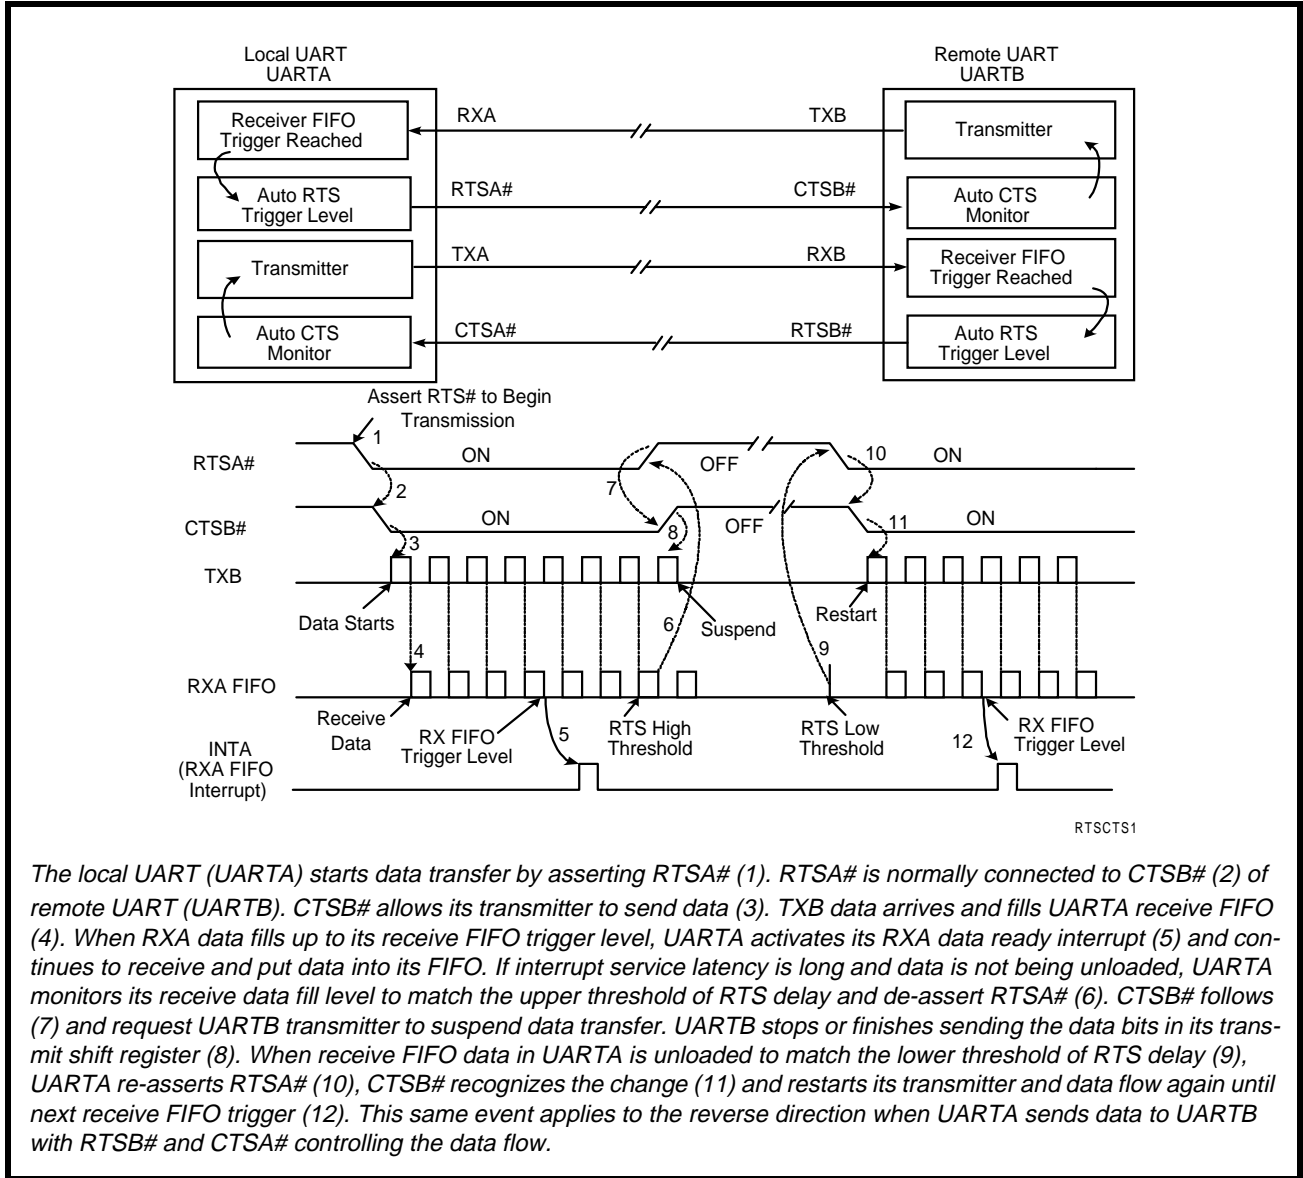 Local UART
UARTA
Remote UART
UARTB
Receiver FIFO
Trigger Reached
RXA
TXB
Transmitter
Auto RTS
Trigger Level
RTSA#
CTSB#
Auto CTS
Monitor
Transmitter
TXA
RXB
Receiver FIFO
Trigger Reached
Auto CTS
Monitor
CTSA#
RTSB#
Auto RTS
Trigger Level
Assert RTS# to Begin
Transmission
RTSA#
1
ON
OFF
10
ON
2
7
CTSB#
ON
8
OFF
11
ON
3
TXB
Data Starts
6
Suspend
Restart
4
9
RXA FIFO
Receive
Data
RX FIFO
Trigger Level
5
RTS High
Threshold
RTS Low
Threshold
12
RX FIFO
Trigger Level
INTA
(RXA FIFO
Interrupt)
RTSCTS1
The local UART (UARTA) starts data transfer by asserting RTSA# (1). RTSA# is normally connected to CTSB# (2) of
remote UART (UARTB). CTSB# allows its transmitter to send data (3). TXB data arrives and fills UARTA receive FIFO
(4). When RXA data fills up to its receive FIFO trigger level, UARTA activates its RXA data ready interrupt (5) and con-
tinues to receive and put data into its FIFO. If interrupt service latency is long and data is not being unloaded, UARTA
monitors its receive data fill level to match the upper threshold of RTS delay and de-assert RTSA# (6). CTSB# follows
(7) and request UARTB transmitter to suspend data transfer. UARTB stops or finishes sending the data bits in its trans-
mit shift register (8). When receive FIFO data in UARTA is unloaded to match the lower threshold of RTS delay (9),
UARTA re-asserts RTSA# (10), CTSB# recognizes the change (11) and restarts its transmitter and data flow again until
next receive FIFO trigger (12). This same event applies to the reverse direction when UARTA sends data to UARTB
with RTSB# and CTSA# controlling the data flow.